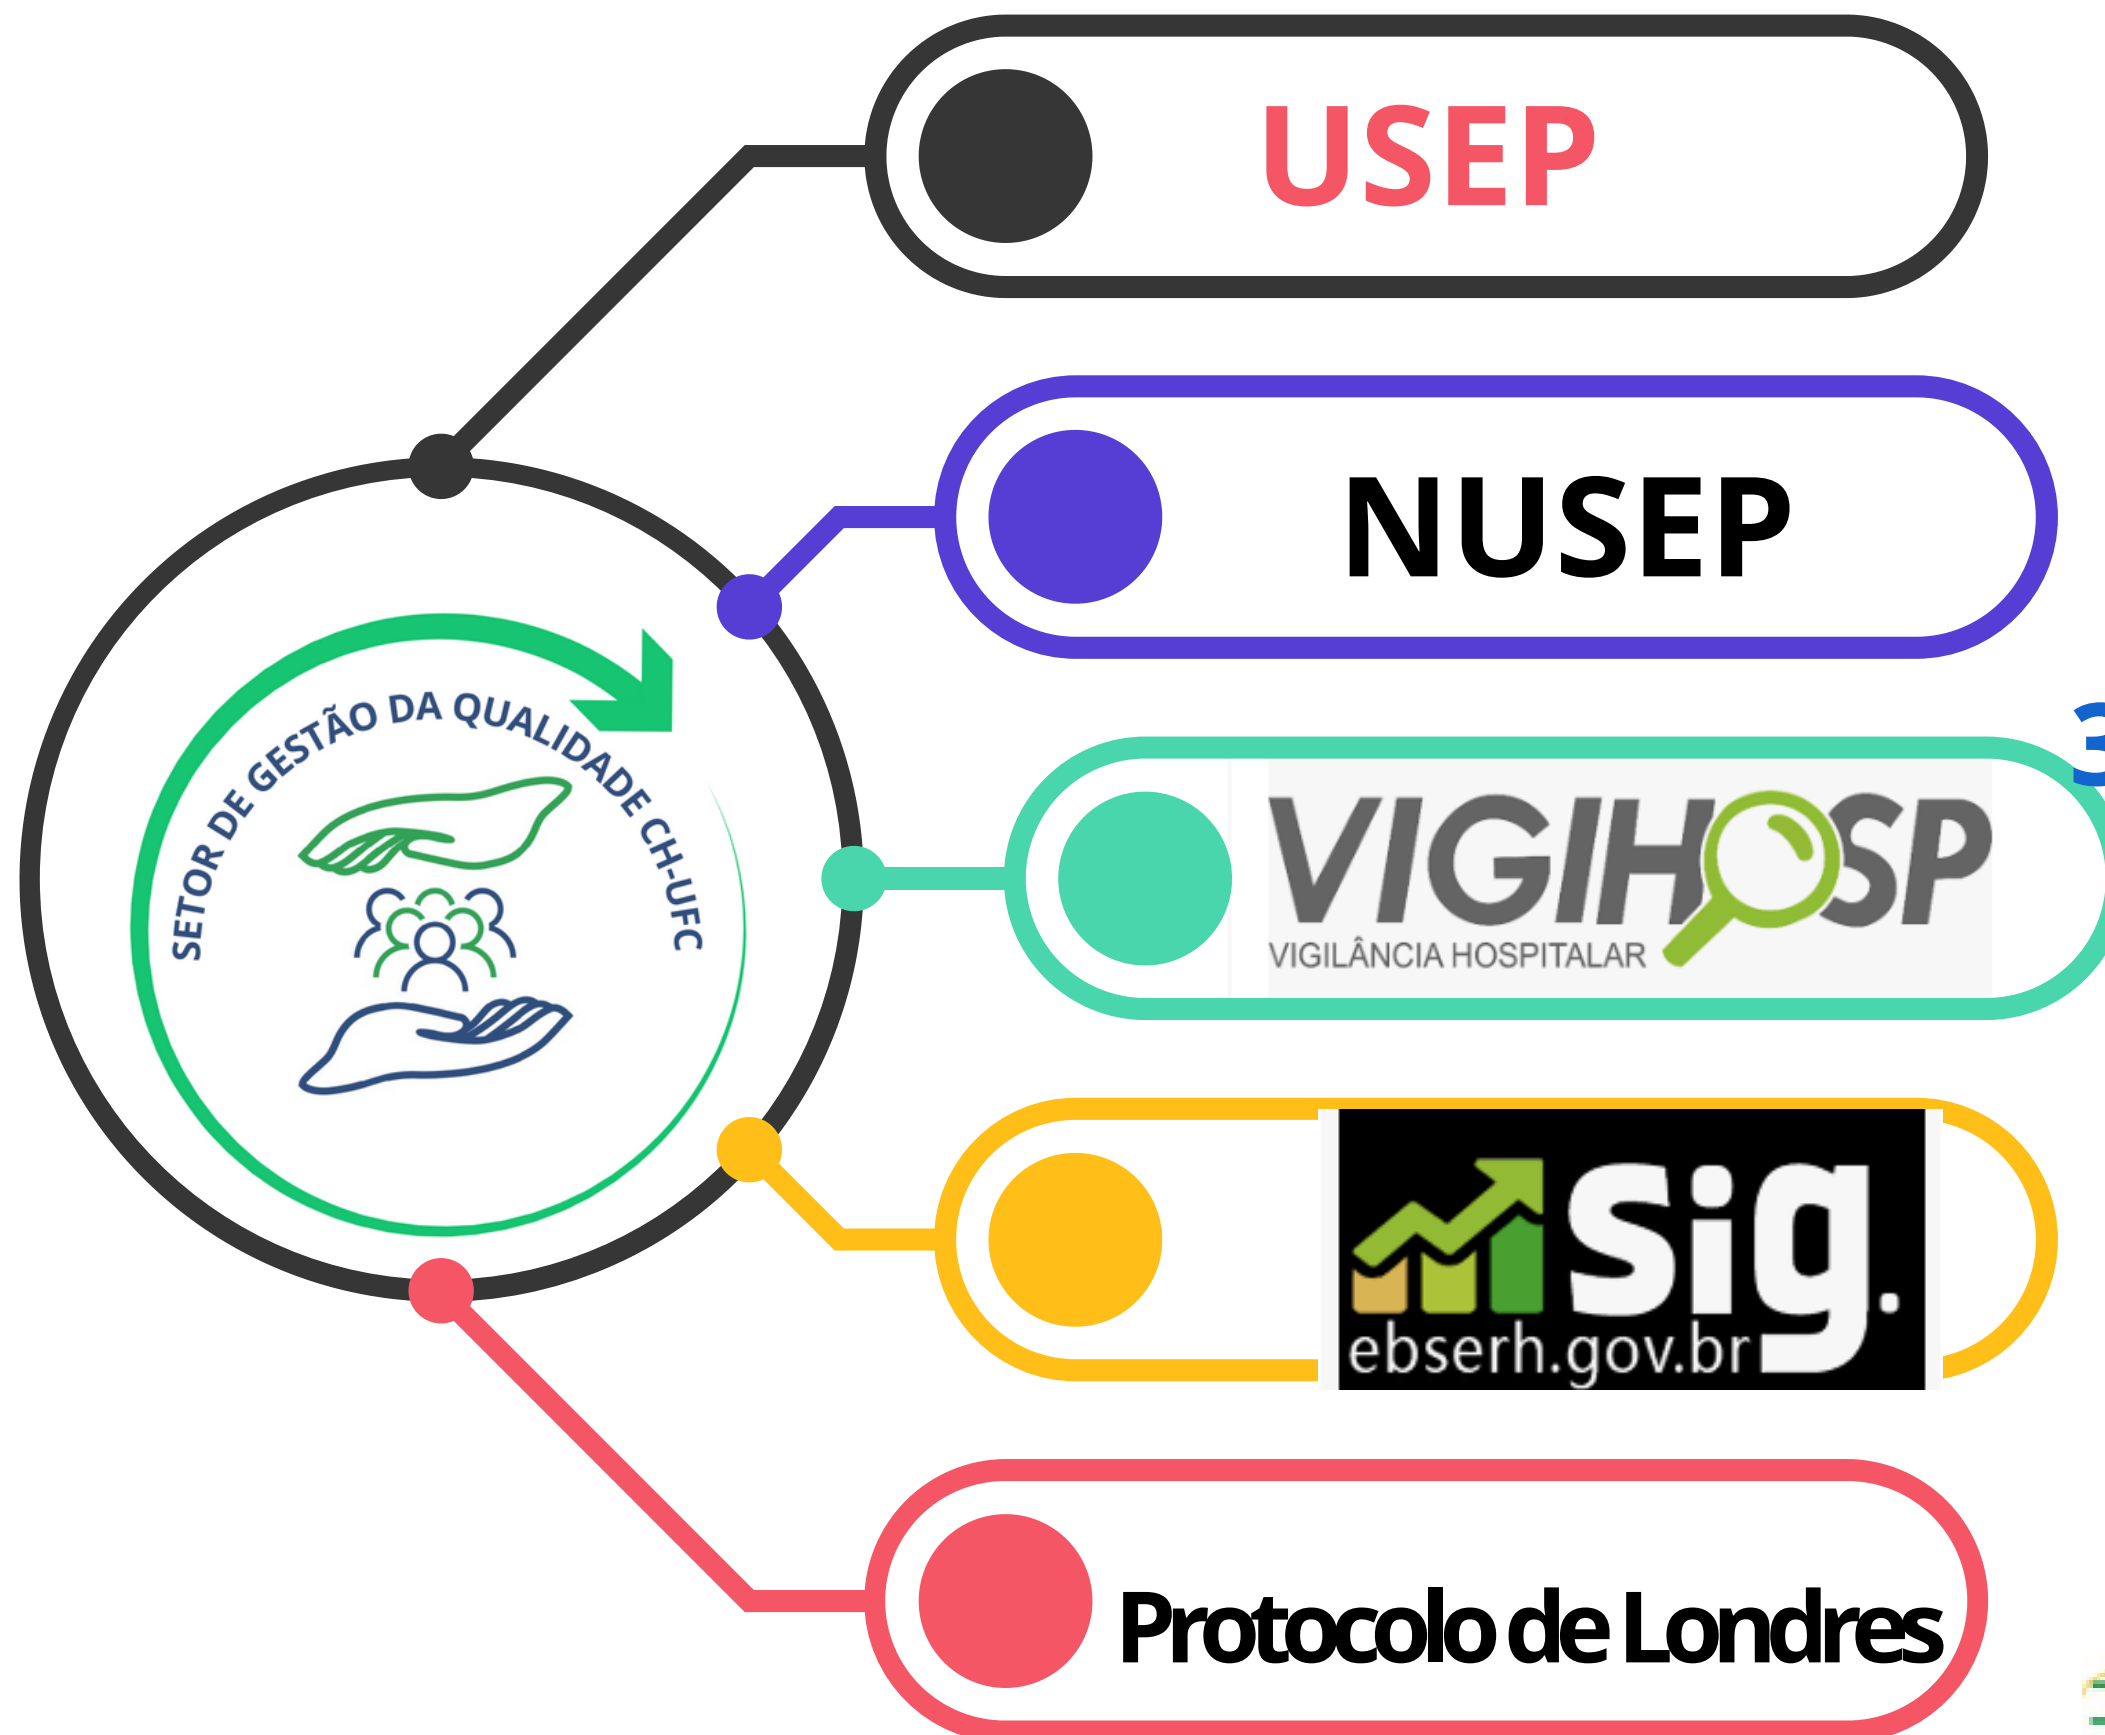 USEP
NUSEP
SETOR DE GESTÃO DA QUALIDADE CH-UFC
3
VIGIHOSP
VIGILÂNCIA HOSPITALAR
sig.
ebserh.gov.br
Protocolo de Londres